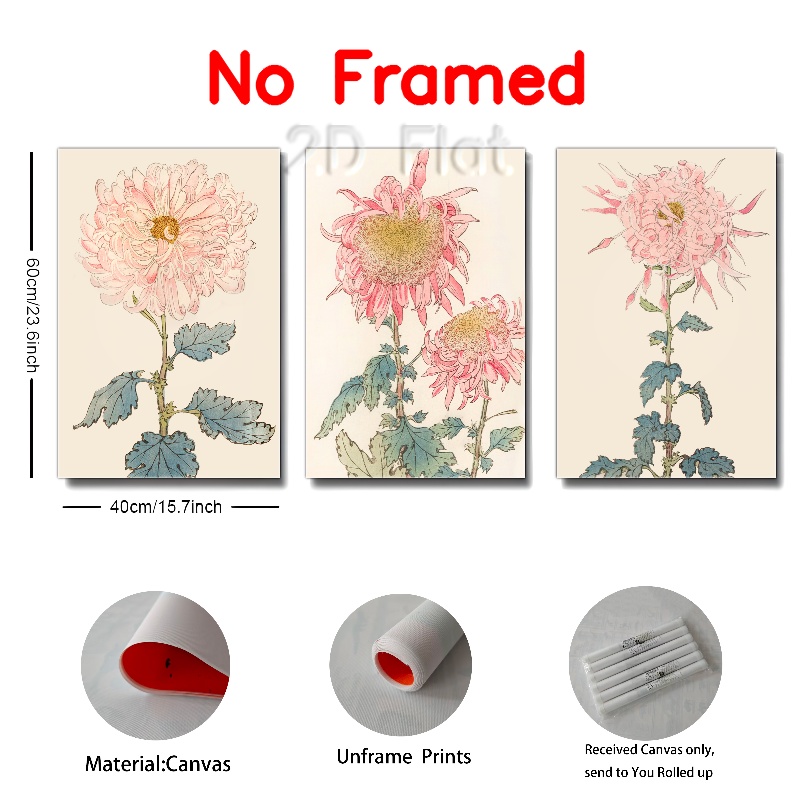 No Framed
2D Flat
60cm/23.6inch
40cm/15.7inch
Material:Canvas
Unframe Prints
Received Canvas only,
send to You Rolled up